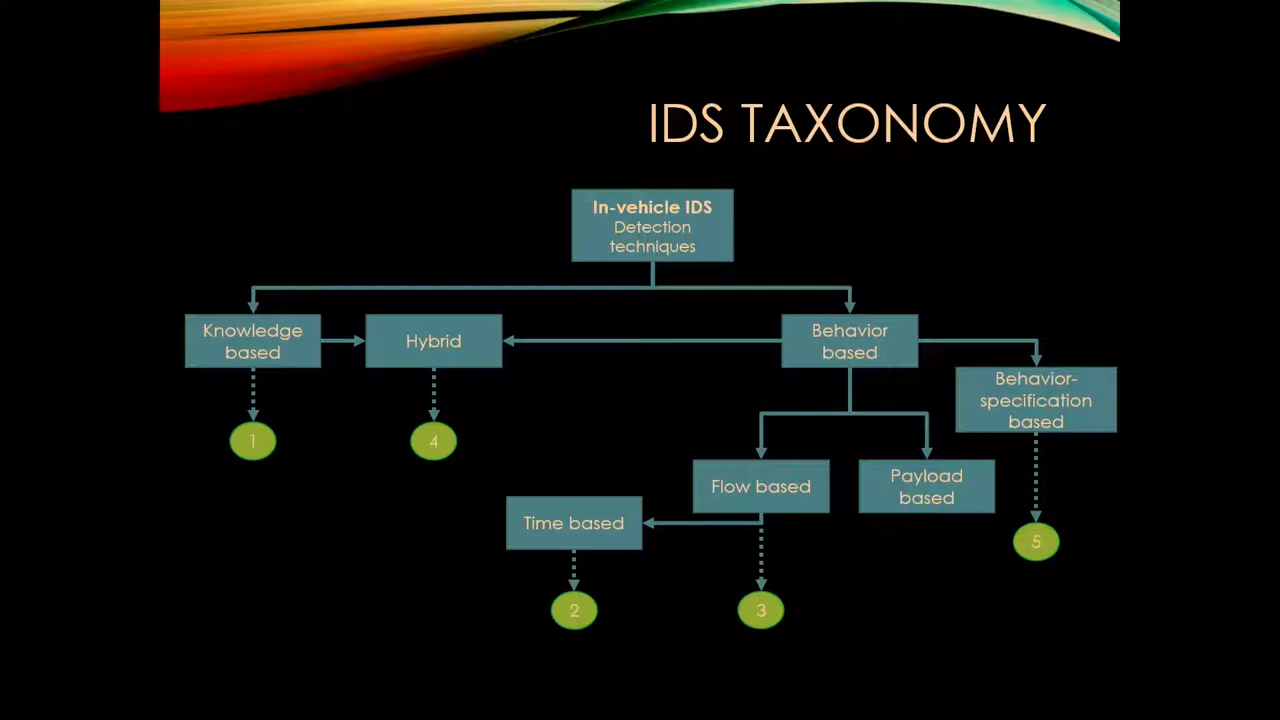 IDS TAXONOMY
In-vehicle IDS
Detection
techniques
Knowledge
based
Hybrid
Behavior
based
Behavior-
specification
based
1
4
Flow based
Payload
based
Time based
5
2
3